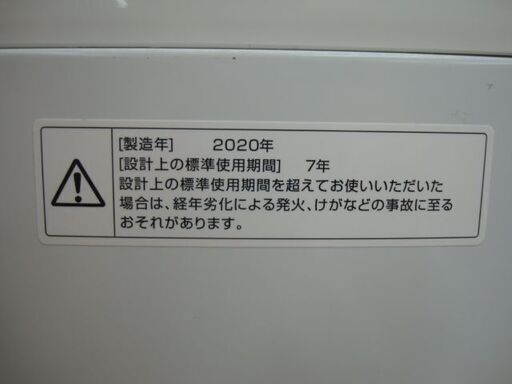 [製造年] 2020年
[設計上の標準使用期間] 7年
設計上の標準使用期間を超えてお使いいただいた
場合は、経年劣化による発火、けがなどの事故に至る
おそれがあります。